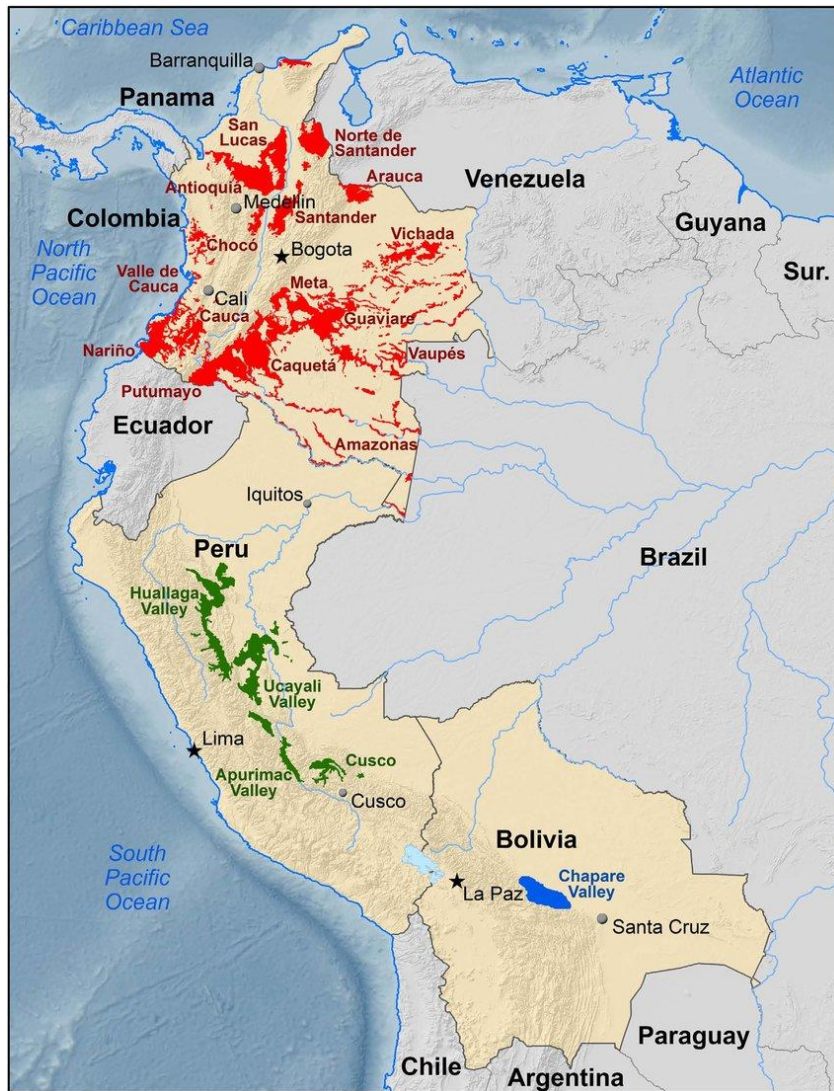 Caribbean Sea
Barranquilla
Atlantic
Ocean
Panama
San
Lucas
Norte de
Santander
Antioquia
Arauca
Venezuela
Medellin
Colombia
Santander
Guyana
North
Pacific
Ocean
Chocó
Bogota
Vichada
Sur.
Valle de
Cauca
Meta
Cali
Cauca
Guaviare
Nariño
Caquetá
Vaupés
Putumayo
Ecuador
Amazonas
Iquitos
Peru
Brazil
Huallaga
Valley
Ucayali
Valley
Lima
Apurimac
Valley
Cusco
Cusco
Bolivia
South
Pacific
Ocean
Chapare
Valley
La Paz
Santa Cruz
Paraguay
Chile
Argentina